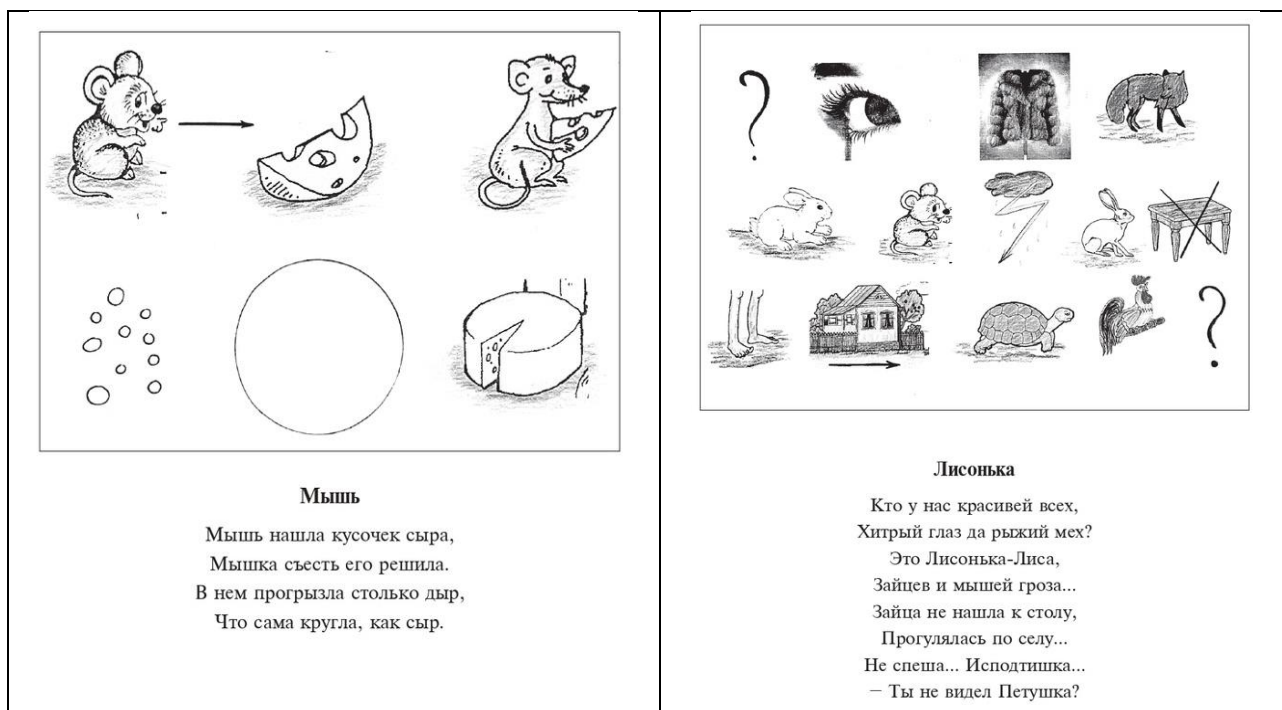 Мышь
Мышь нашла кусочек сыра,
Мышка съесть его решила.
В нем прогрызла столько дыр,
Что сама кругла, как сыр.
Лисонька
Кто у нас красивей всех,
Хитрый глаз да рыжий мех?
Это Лисонька-Лиса,
Зайцев и мышей гроза...
Зайца не нашла к столу,
Прогулялась по селу...
Не спеша... Исподтишка...
– Ты не видел Петушка?